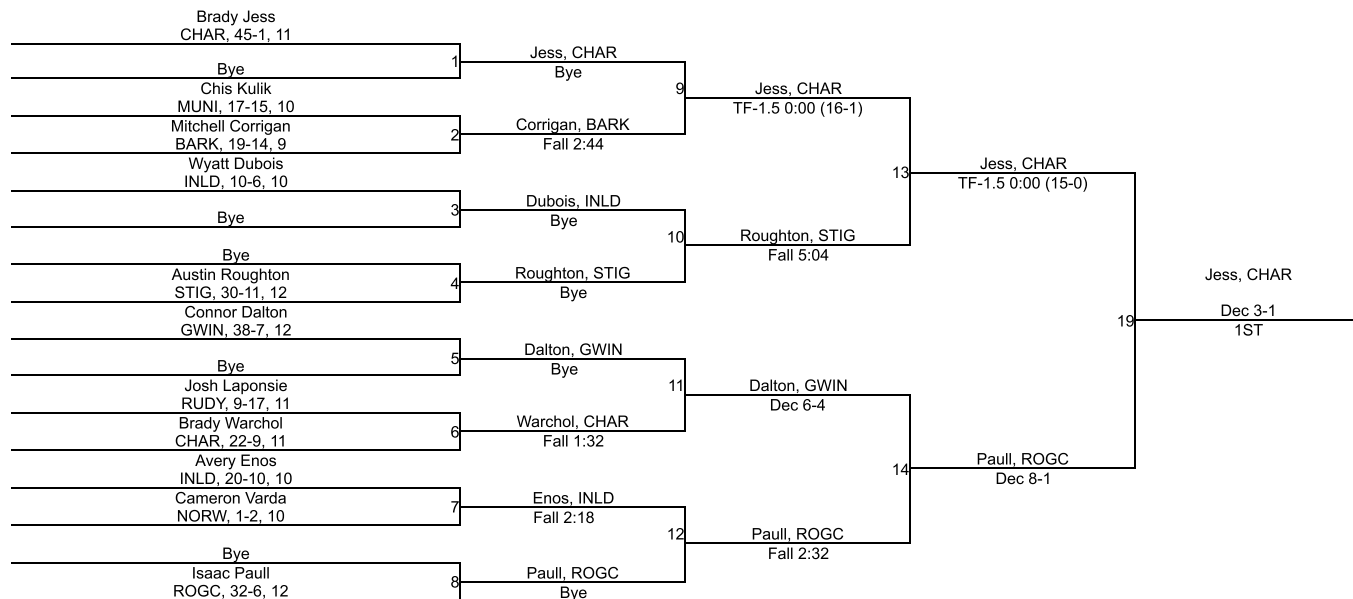 Brady Jess
CHAR, 45-1, 11
1
Bye
Chis Kulik
MUNI, 17-15, 10
2
Mitchell Corrigan
BARK, 19-14, 9
Wyatt Dubois
INLD, 10-6, 10
3
Bye
Bye
4
Austin Roughton
STIG, 30-11, 12
Connor Dalton
GWIN, 38-7, 12
5
Bye
Josh Laponsie
RUDY, 9-17, 11
6
Brady Warchol
CHAR, 22-9, 11
Avery Enos
INLD, 20-10, 10
7
Cameron Varda
NORW, 1-2, 10
Bye
8
Isaac Paull
ROGC, 32-6, 12
Jess, CHAR
Bye
9
Corrigan, BARK
Fall 2:44
Dubois, INLD
Bye
10
Roughton, STIG
Bye
Dalton, GWIN
Bye
11
Warchol, CHAR
Fall 1:32
Enos, INLD
Fall 2:18
12
Paull, ROGC
Bye
Jess, CHAR
TF-1.5 0:00 (16-1)
13
Roughton, STIG
Fall 5:04
Dalton, GWIN
Dec 6-4
14
Paull, ROGC
Fall 2:32
Jess, CHAR
TF-1.5 0:00 (15-0)
19
Paull, ROGC
Dec 8-1
Jess, CHAR
Dec 3-1
1ST